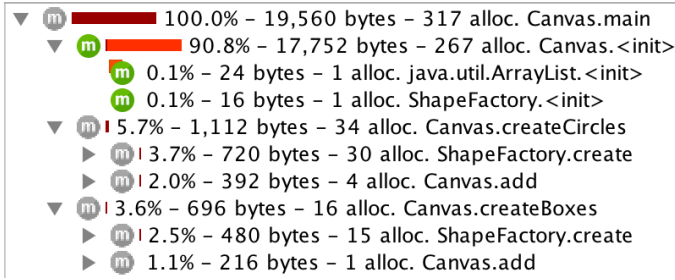 m 100.0% – 19,560 bytes – 317 alloc. Canvas.main
m 90.8% – 17,752 bytes – 267 alloc. Canvas.<init>
m 0.1% – 24 bytes – 1 alloc. java.util.ArrayList.<init>
m 0.1% – 16 bytes – 1 alloc. ShapeFactory.<init>
m 5.7% – 1,112 bytes – 34 alloc. Canvas.createCircles
m 3.7% – 720 bytes – 30 alloc. ShapeFactory.create
m 2.0% – 392 bytes – 4 alloc. Canvas.add
m 3.6% – 696 bytes – 16 alloc. Canvas.createBoxes
m 2.5% – 480 bytes – 15 alloc. ShapeFactory.create
m 1.1% – 216 bytes – 1 alloc. Canvas.add